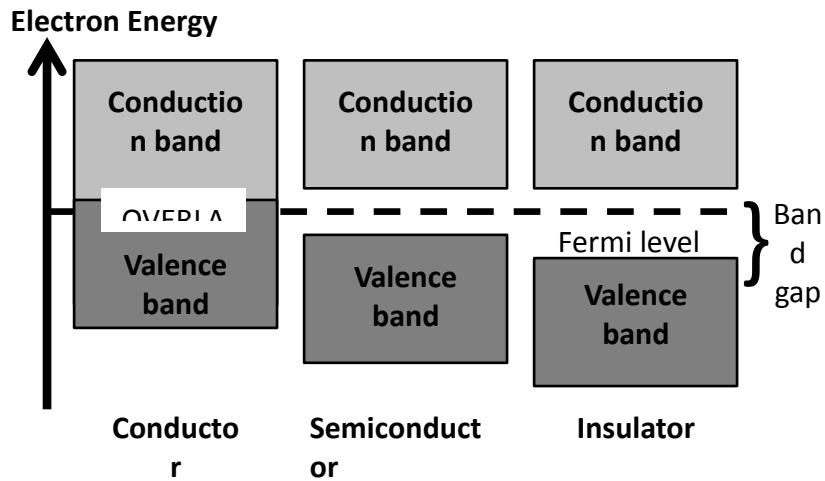 Electron Energy
Conductio
n band
Conductio
n band
Conductio
n band
OVERLA
Fermi level
Valence
band
Valence
band
Valence
band
Ban
d
gap
Conducto
r
Semiconduct
or
Insulator